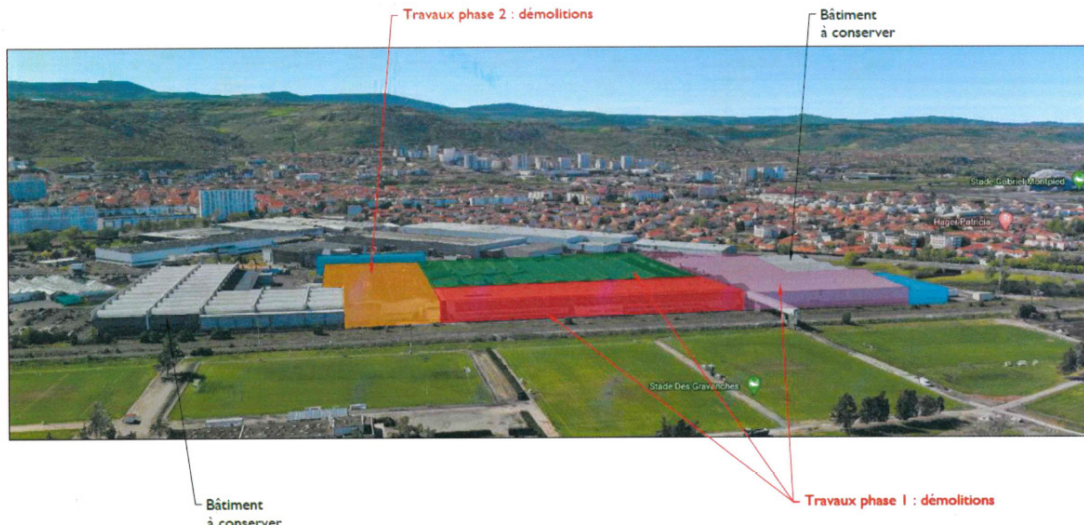 Travaux phase 2 : démolitions
Bâtiment
à conserver
Stade Gabriel Montpied
Hager Patricia
Stade Des Gravanches
Travaux phase 1 : démolitions
Bâtiment
à conserver